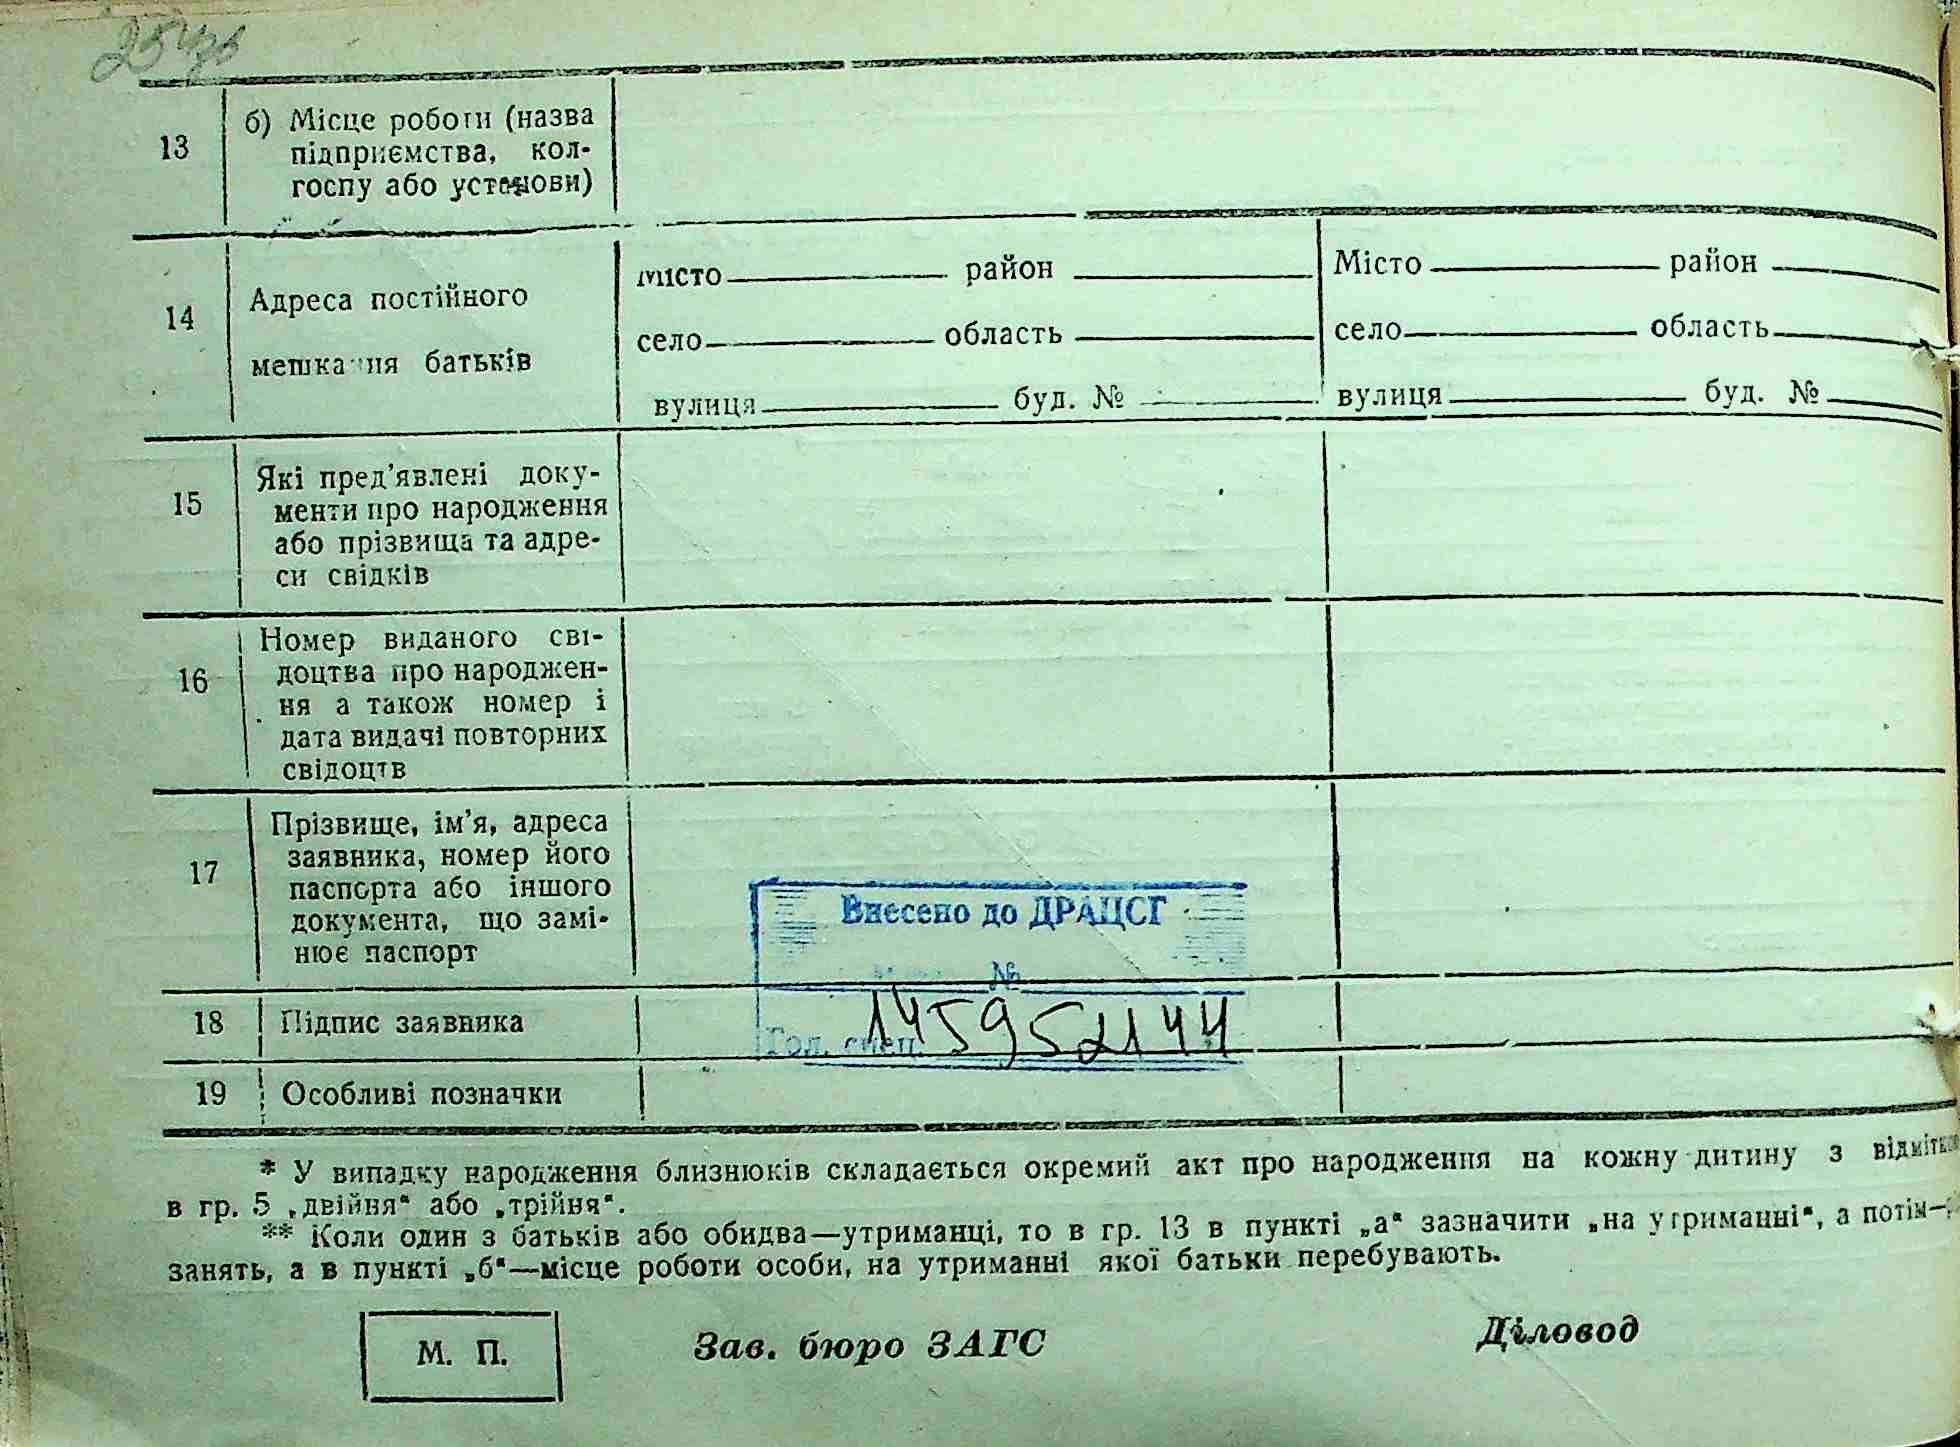 13 б) Місце роботи (назва
підприємства, кол-
госпу або установи)
14 Адреса постійного
мешкання батьків
місто район Місто район
село область село область
вулиця буд. № вулиця буд. №
15 Які пред'явлені доку-
менти про народження
або прізвища та адре-
си свідків
16 Номер виданого сві-
доцтва про народжен-
ня а також номер і
дата видачі повторних
свідоцтв
17 Прізвище, ім'я, адреса
заявника, номер його
паспорта або іншого
документа, що замі-
нює паспорт
Внесено до ДРАЦСГ
№
18 Підпис заявника
Гол. спец. 145952144
19 Особливі позначки
* У випадку народження близнюків складається окремий акт про народження на кожну дитину з відміткою
в гр. 5 „двійня“ або „трійня“.
** Коли один з батьків або обидва—утриманці, то в гр. 13 в пункті „а“ зазначити „на утриманні“, а потім—
занять, а в пункті „б“—місце роботи особи, на утриманні якої батьки перебувають.
М. П. Зав. бюро ЗАГС Діловод